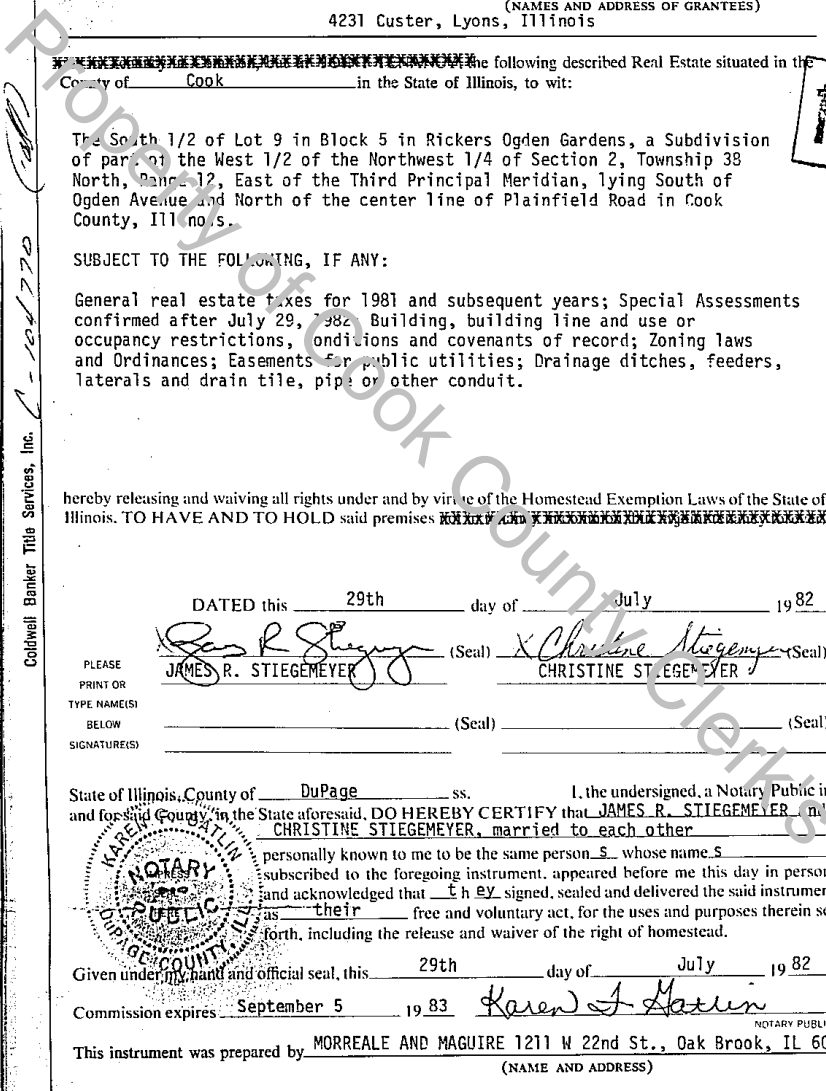 (NAMES AND ADDRESS OF GRANTEES)
4231 Custer, Lyons, Illinois
the following described Real Estate situated in the
County of Cook in the State of Illinois, to wit:
The South 1/2 of Lot 9 in Block 5 in Rickers Ogden Gardens, a Subdivision
of part of the West 1/2 of the Northwest 1/4 of Section 2, Township 38
North, Range 12, East of the Third Principal Meridian, lying South of
Ogden Avenue and North of the center line of Plainfield Road in Cook
County, Illinois.
SUBJECT TO THE FOLLOWING, IF ANY:
General real estate taxes for 1981 and subsequent years; Special Assessments
confirmed after July 29, 1982; Building, building line and use or
occupancy restrictions, conditions and covenants of record; Zoning laws
and Ordinances; Easements for public utilities; Drainage ditches, feeders,
laterals and drain tile, pipe or other conduit.
hereby releasing and waiving all rights under and by virtue of the Homestead Exemption Laws of the State of
Illinois. TO HAVE AND TO HOLD said premises
DATED this 29th day of July 19 82
(Seal) X Christine Stiegemeyer (Seal)
PLEASE
PRINT OR
TYPE NAME(S)
BELOW
SIGNATURE(S)
JAMES R. STIEGEMEYER CHRISTINE STIEGEMEYER
(Seal) (Seal)
State of Illinois, County of DuPage ss. I, the undersigned, a Notary Public in
and for said County, in the State aforesaid, DO HEREBY CERTIFY that JAMES R. STIEGEMEYER and
CHRISTINE STIEGEMEYER, married to each other
personally known to me to be the same person s whose name s
subscribed to the foregoing instrument, appeared before me this day in person
and acknowledged that t h ey signed, sealed and delivered the said instrumen
as their free and voluntary act, for the uses and purposes therein se
forth, including the release and waiver of the right of homestead.
KAREN GATLIN
NOTARY
PUBLIC
DUPAGE COUNTY, ILL
Given under my hand and official seal, this 29th day of July 19 82
Commission expires September 5 19 83 Karen J Gatlin
NOTARY PUBLI
This instrument was prepared by MORREALE AND MAGUIRE 1211 W 22nd St., Oak Brook, IL 60
(NAME AND ADDRESS)
Coldwell Banker Title Services, Inc. C-104770
Property of Cook County Clerk's